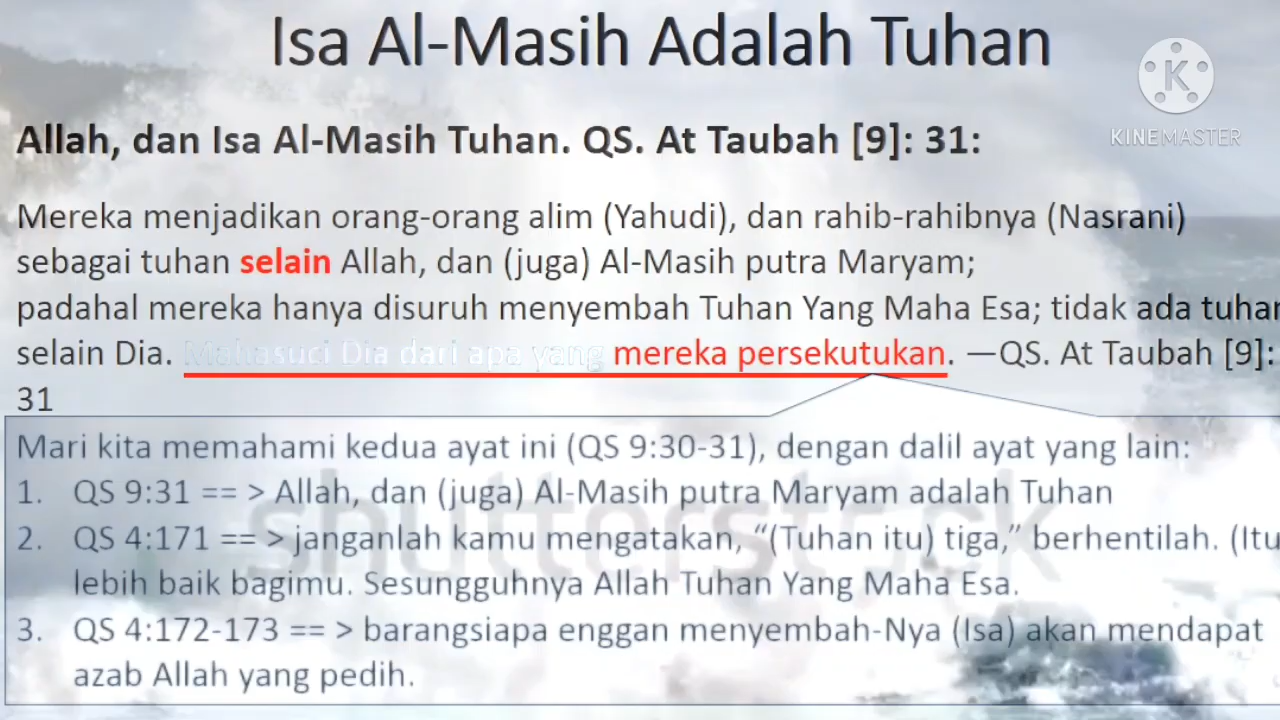 Isa Al-Masih Adalah Tuhan
KINEMASTER
Allah, dan Isa Al-Masih Tuhan. QS. At Taubah [9]: 31:
Mereka menjadikan orang-orang alim (Yahudi), dan rahib-rahibnya (Nasrani)
sebagai tuhan selain Allah, dan (juga) Al-Masih putra Maryam;
padahal mereka hanya disuruh menyembah Tuhan Yang Maha Esa; tidak ada tuhan
selain Dia. Mahasuci Dia dari apa yang mereka persekutukan. —QS. At Taubah [9]:
31
Mari kita memahami kedua ayat ini (QS 9:30-31), dengan dalil ayat yang lain:
1. QS 9:31 == > Allah, dan (juga) Al-Masih putra Maryam adalah Tuhan
2. QS 4:171 == > janganlah kamu mengatakan, “(Tuhan itu) tiga,” berhentilah. (Itu
lebih baik bagimu. Sesungguhnya Allah Tuhan Yang Maha Esa.
3. QS 4:172-173 == > barangsiapa enggan menyembah-Nya (Isa) akan mendapat
azab Allah yang pedih.
shutterstock